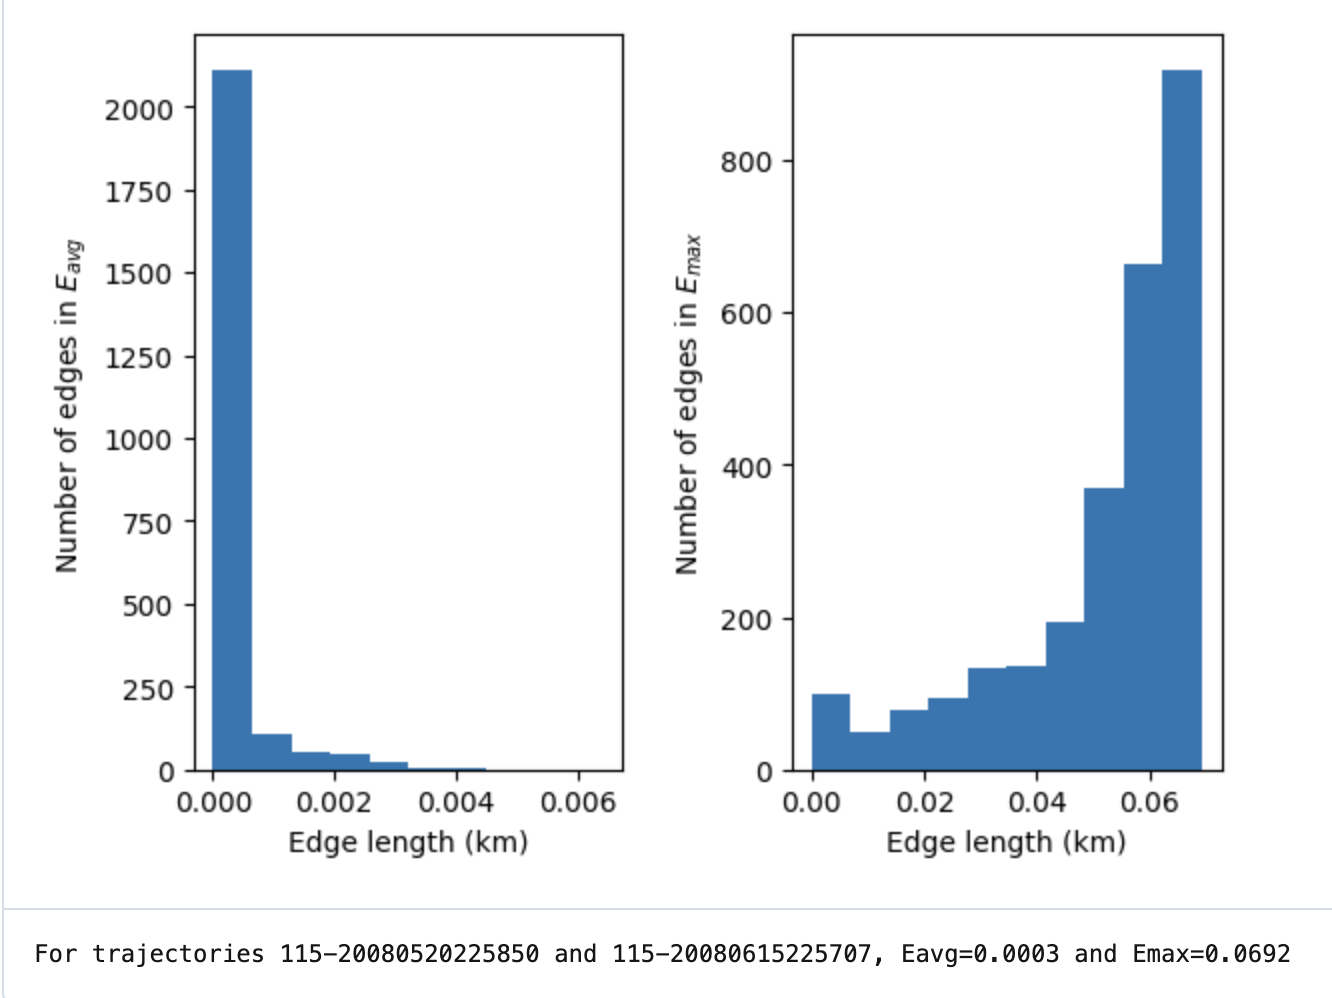 Number of edges in Eavg
2000
1750
1500
1250
1000
750
500
250
0
0.000 0.002 0.004 0.006
Edge length (km)
Number of edges in Emax
800
600
400
200
0
0.00 0.02 0.04 0.06
Edge length (km)
For trajectories 115-20080520225850 and 115-20080615225707, Eavg=0.0003 and Emax=0.0692